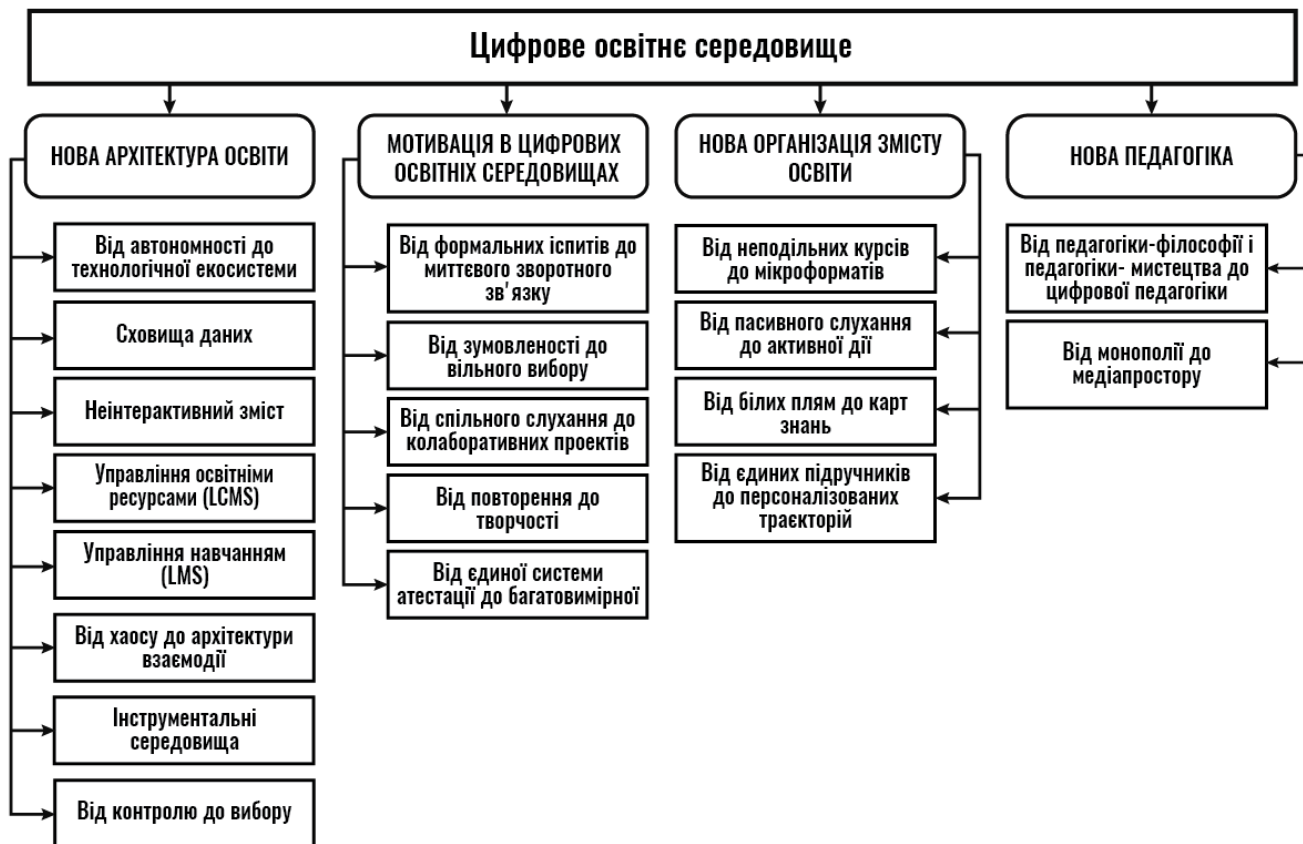 Цифрове освітнє середовище
НОВА АРХІТЕКТУРА ОСВІТИ
Від автономності до
технологічної екосистеми
Сховища даних
Неінтерактивний зміст
Управління освітніми
ресурсами (LCMS)
Управління навчанням
(LMS)
Від хаосу до архітектури
взаємодії
Інструментальні
середовища
Від контролю до вибору
МОТИВАЦІЯ В ЦИФРОВИХ
ОСВІТНІХ СЕРЕДОВИЩАХ
Від формальних іспитів до
миттєвого зворотного
зв'язку
Від зумовленості до
вільного вибору
Від спільного слухання до
колаборативних проектів
Від повторення до
творчості
Від єдиної системи
атестації до багатовимірної
НОВА ОРГАНІЗАЦІЯ ЗМІСТУ
ОСВІТИ
Від неподільних курсів
до мікроформатів
Від пасивного слухання
до активної дії
Від білих плям до карт
знань
Від єдиних підручників
до персоналізованих
траєкторій
НОВА ПЕДАГОГІКА
Від педагогіки-філософії і
педагогіки- мистецтва до
цифрової педагогіки
Від монополії до
медіапростору